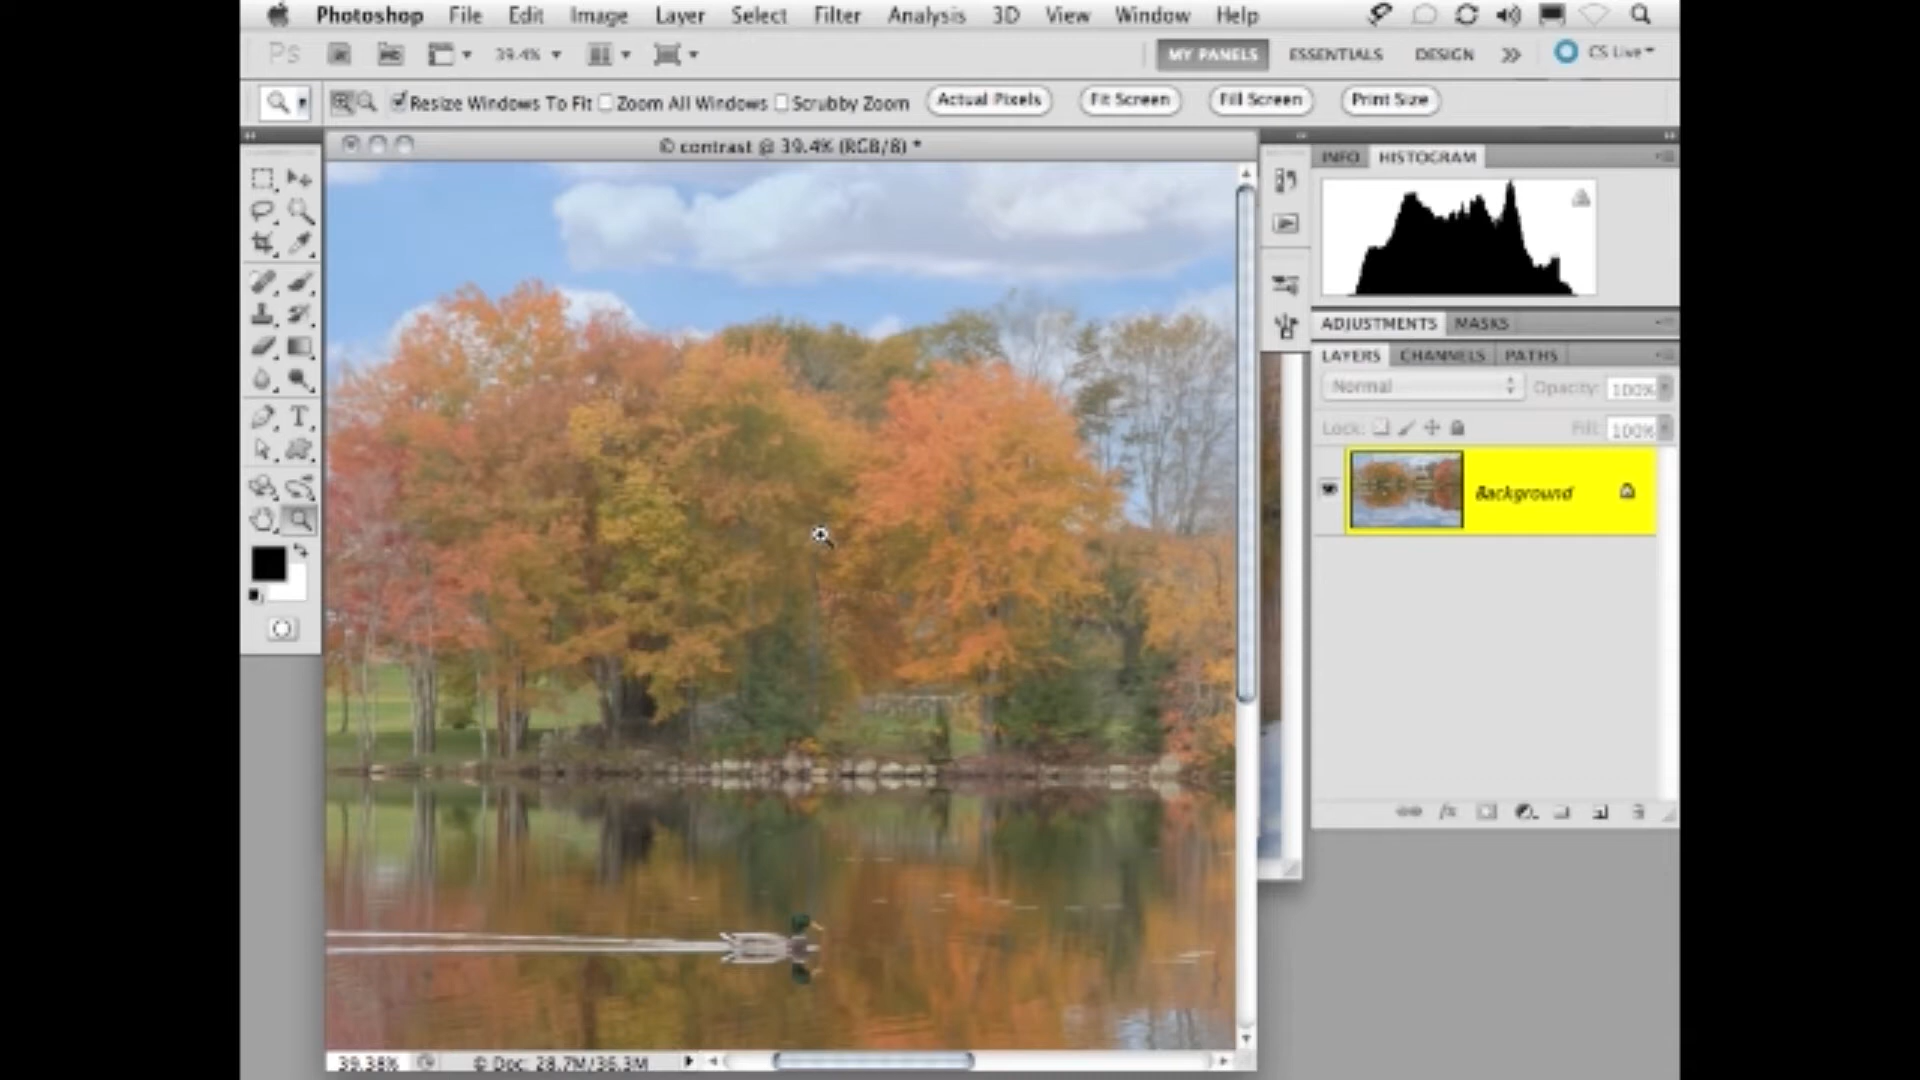 Photoshop File Edit Image Layer Select Filter Analysis 3D View Window Help
Ps 39.4% MY PANELS ESSENTIALS DESIGN CS Live
Resize Windows To Fit Zoom All Windows Scrubby Zoom Actual Pixels Fit Screen Fill Screen Print Size
© contrast @ 39.4% (RGB/8) *
INFO HISTOGRAM
ADJUSTMENTS MASKS
LAYERS CHANNELS PATHS
Normal Opacity: 100%
Lock: Fill: 100%
Background
39.38% © Doc: 28.7M/36.3M